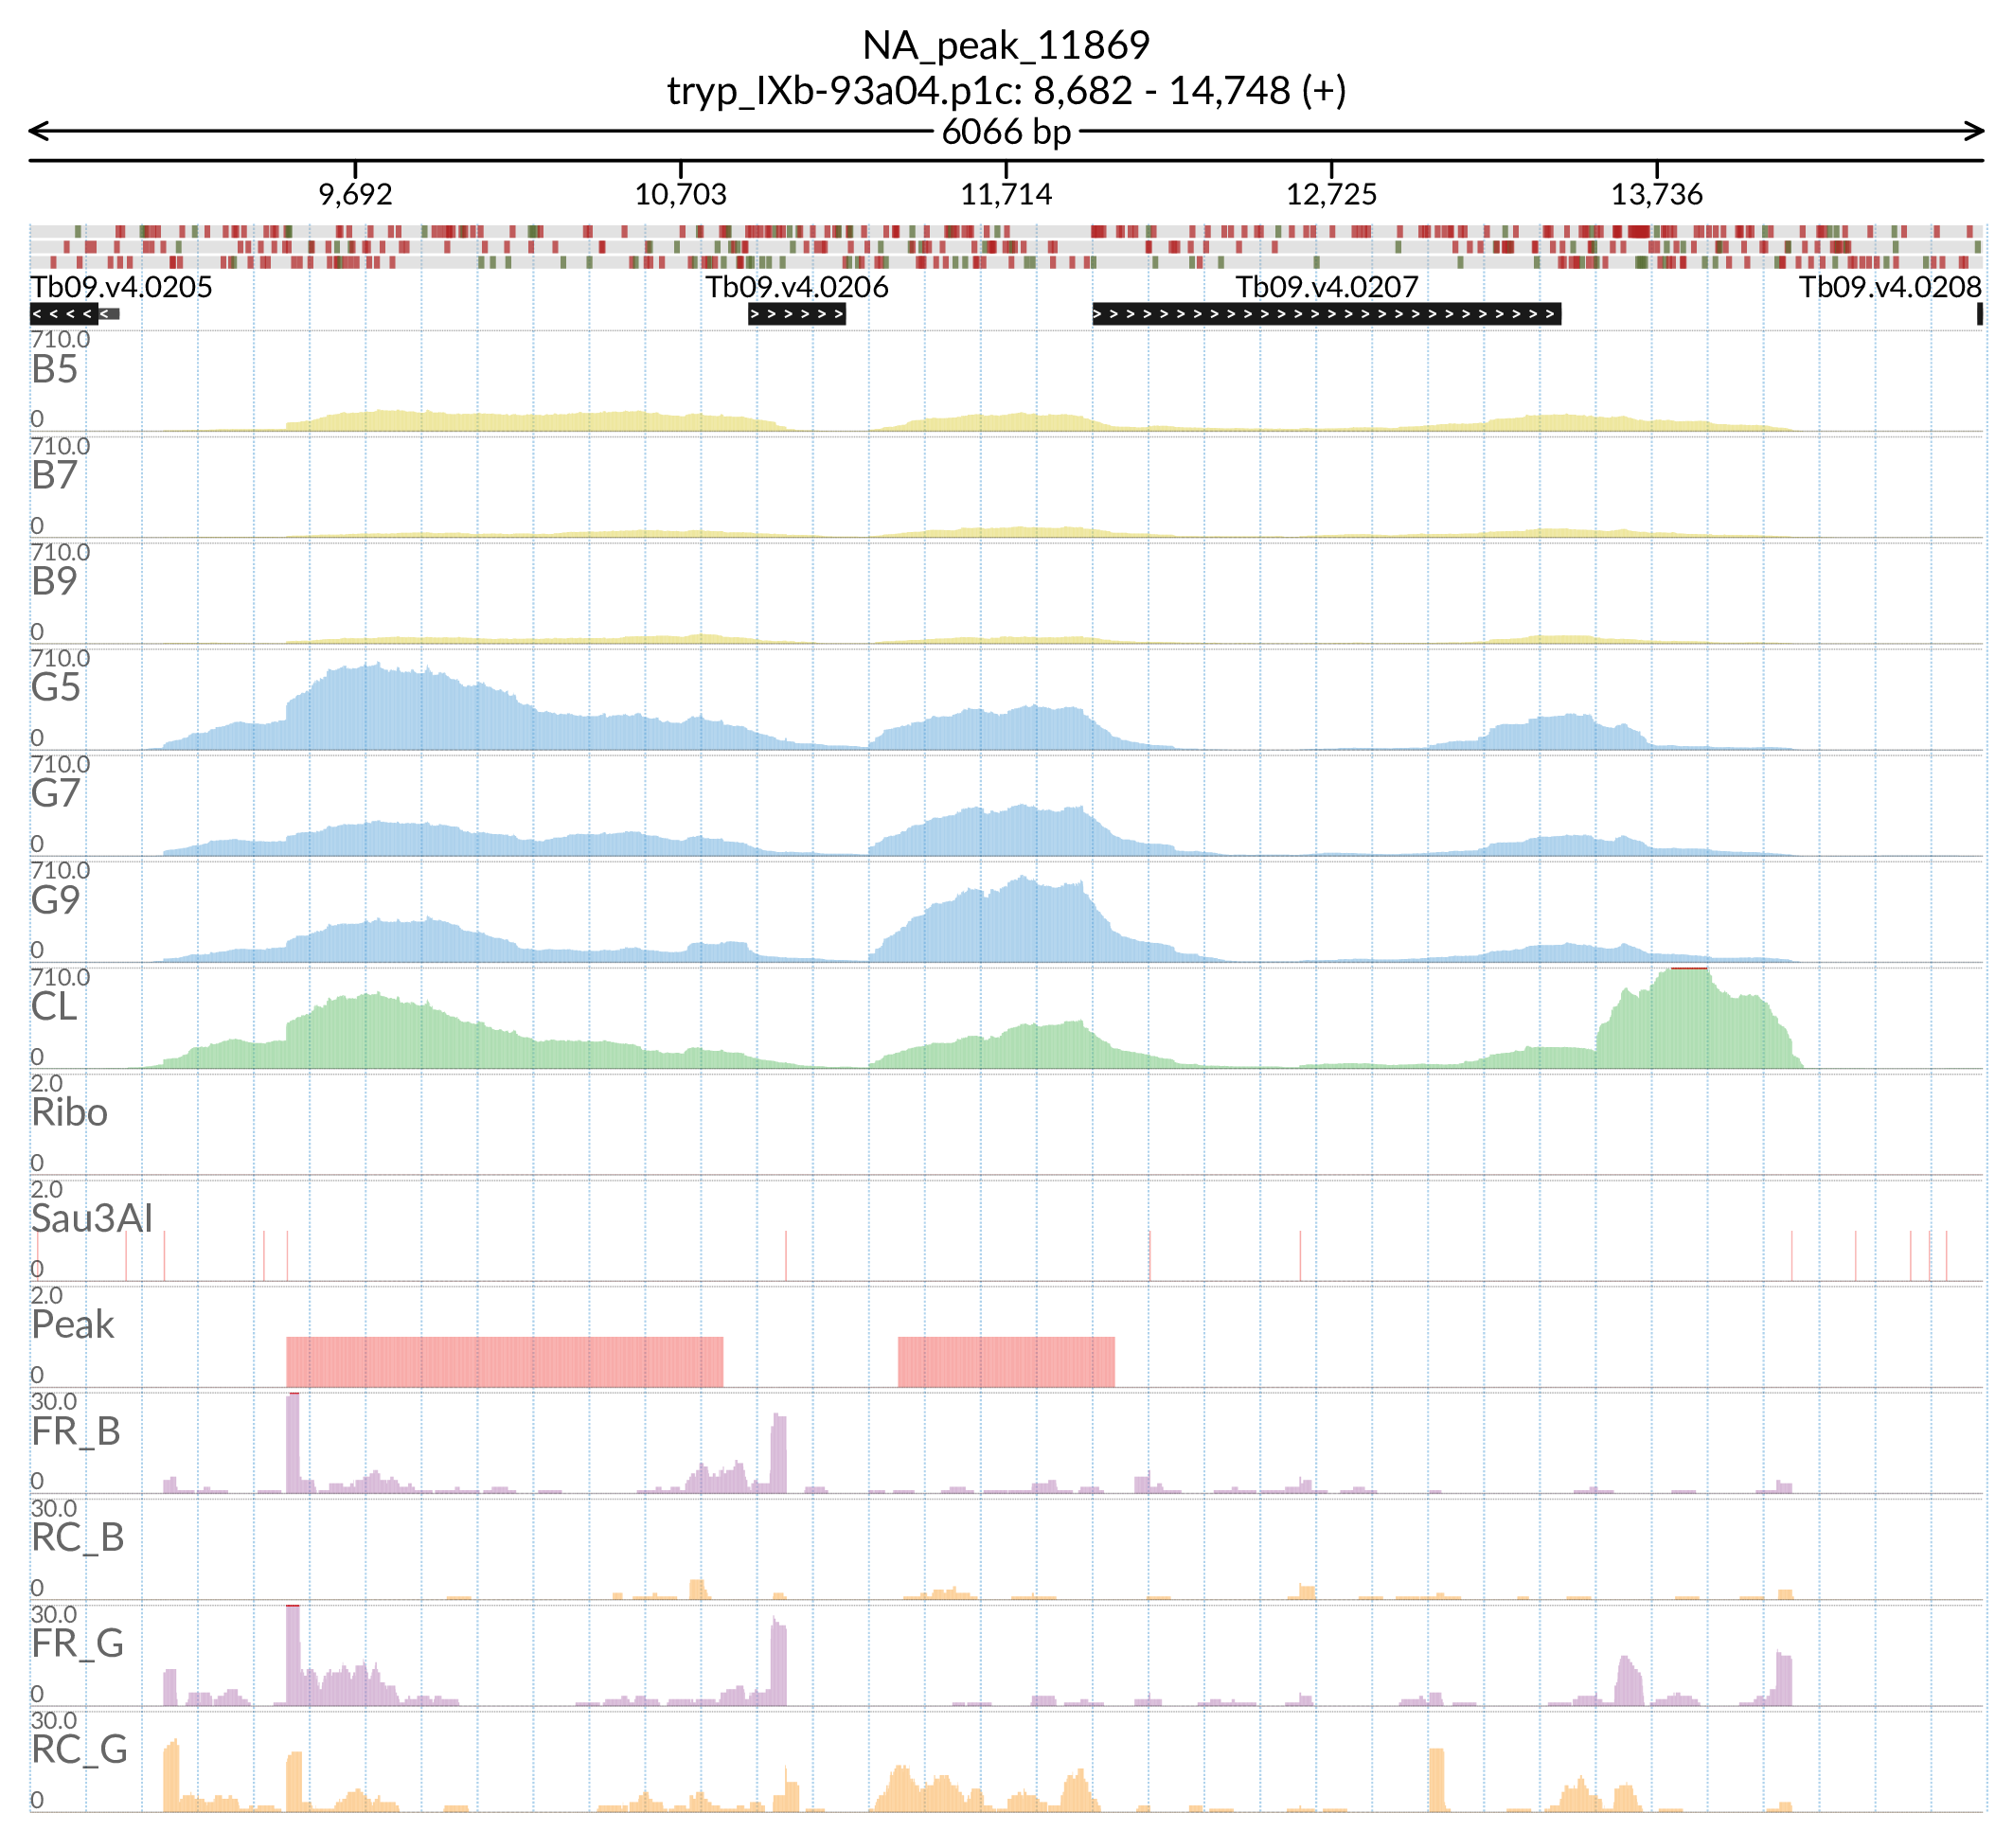 NA_peak_11869
tryp_IXb-93a04.p1c: 8,682 - 14,748 (+)
6066 bp
9,692 10,703 11,714 12,725 13,736
Tb09.v4.0205 Tb09.v4.0206 Tb09.v4.0207 Tb09.v4.0208
710.0
B5
0
710.0
B7
0
710.0
B9
0
710.0
G5
0
710.0
G7
0
710.0
G9
0
710.0
CL
0
2.0
Ribo
0
2.0
Sau3AI
0
2.0
Peak
0
30.0
FR_B
0
30.0
RC_B
0
30.0
FR_G
0
30.0
RC_G
0